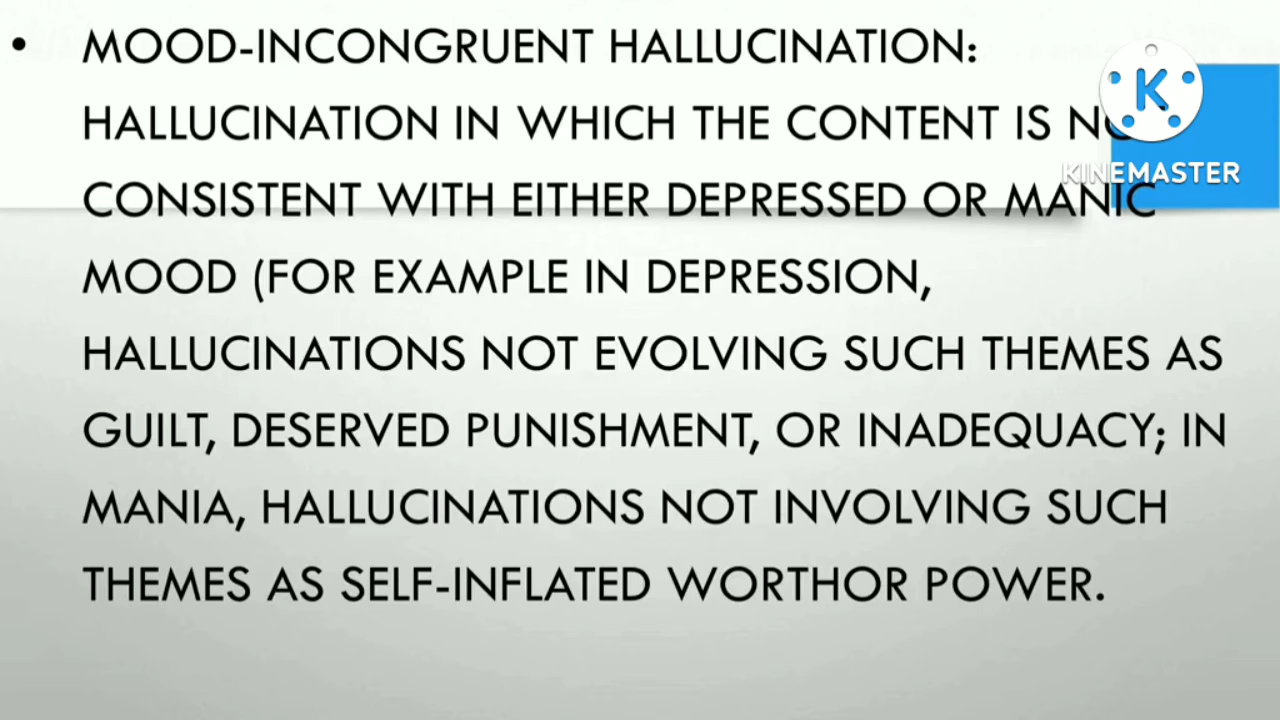 • MOOD-INCONGRUENT HALLUCINATION:
HALLUCINATION IN WHICH THE CONTENT IS
CONSISTENT WITH EITHER DEPRESSED OR MANIC
MOOD (FOR EXAMPLE IN DEPRESSION,
HALLUCINATIONS NOT EVOLVING SUCH THEMES AS
GUILT, DESERVED PUNISHMENT, OR INADEQUACY; IN
MANIA, HALLUCINATIONS NOT INVOLVING SUCH
THEMES AS SELF-INFLATED WORTHOR POWER.
K
KINEMASTER